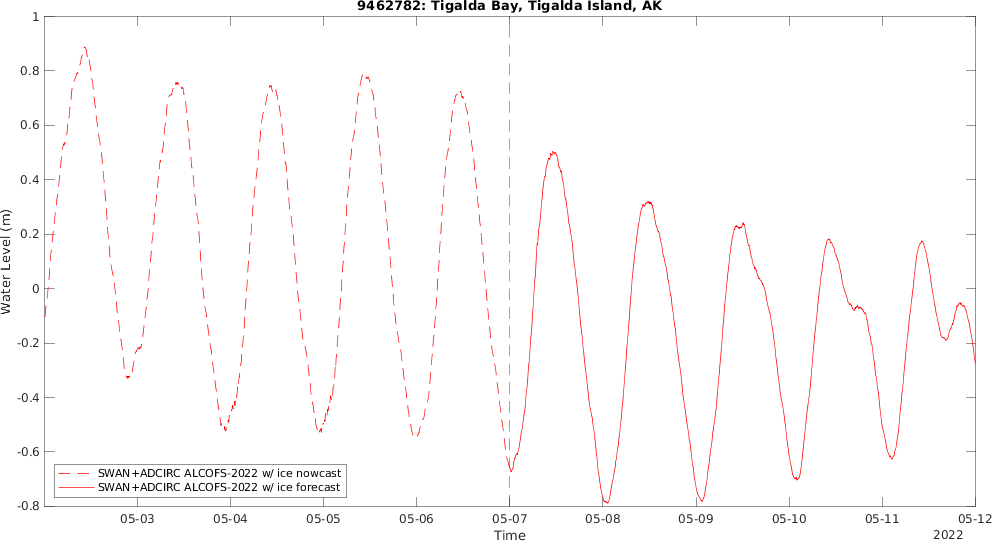 9462782: Tigalda Bay, Tigalda Island, AK
1
0.8
0.6
0.4
0.2
0
-0.2
-0.4
-0.6
-0.8
Water Level (m)
SWAN+ADCIRC ALCOFS-2022 w/ ice nowcast
SWAN+ADCIRC ALCOFS-2022 w/ ice forecast
05-03 05-04 05-05 05-06 05-07 05-08 05-09 05-10 05-11 05-12
Time
2022